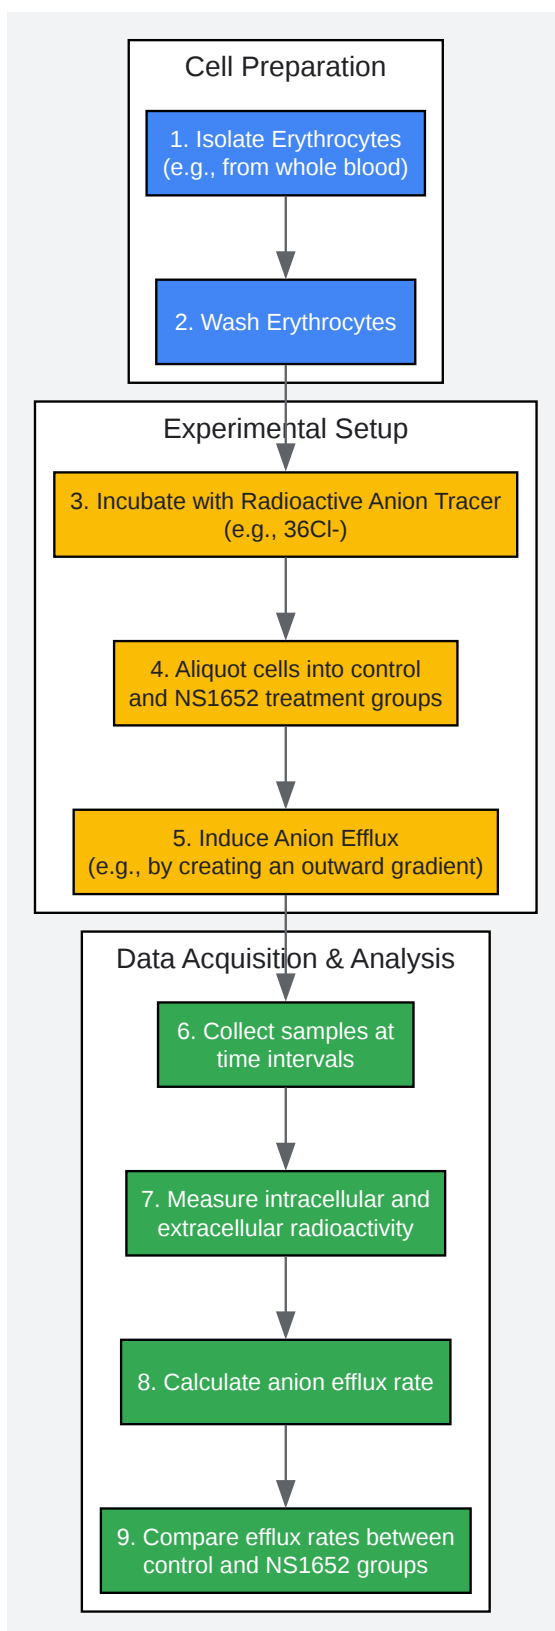 Cell Preparation
1. Isolate Erythrocytes
(e.g., from whole blood)
2. Wash Erythrocytes
Experimental Setup
3. Incubate with Radioactive Anion Tracer
(e.g., 36Cl-)
4. Aliquot cells into control
and NS1652 treatment groups
5. Induce Anion Efflux
(e.g., by creating an outward gradient)
Data Acquisition & Analysis
6. Collect samples at
time intervals
7. Measure intracellular and
extracellular radioactivity
8. Calculate anion efflux rate
9. Compare efflux rates between
control and NS1652 groups